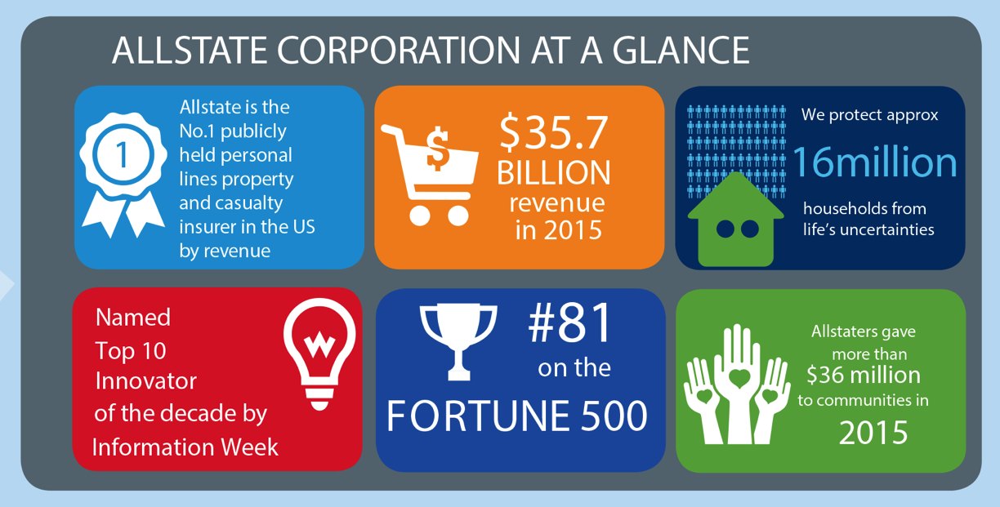 ALLSTATE CORPORATION AT A GLANCE
1
Allstate is the
No.1 publicly
held personal
lines property
and casualty
insurer in the US
by revenue
$
$35.7
BILLION
revenue
in 2015
We protect approx
16million
households from
life's uncertainties
Named
Top 10
Innovator
of the decade by
Information Week
#81
on the
FORTUNE 500
Allstaters gave
more than
$36 million
to communities in
2015